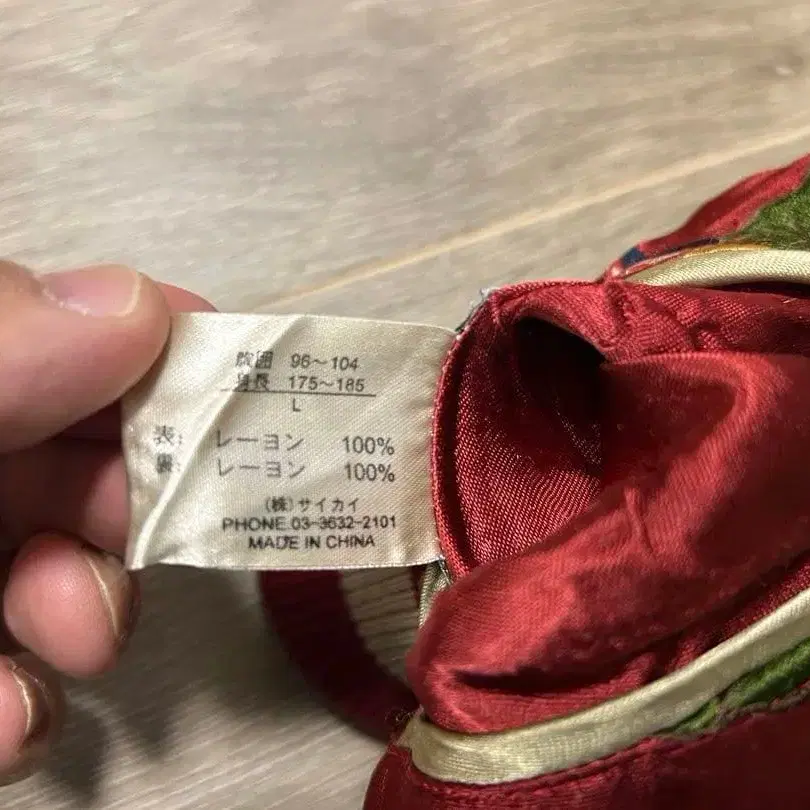 胸囲 96～104
身長 175～185
L
表: レーヨン 100%
裏: レーヨン 100%
(株)サイカイ
PHONE.03-3632-2101
MADE IN CHINA